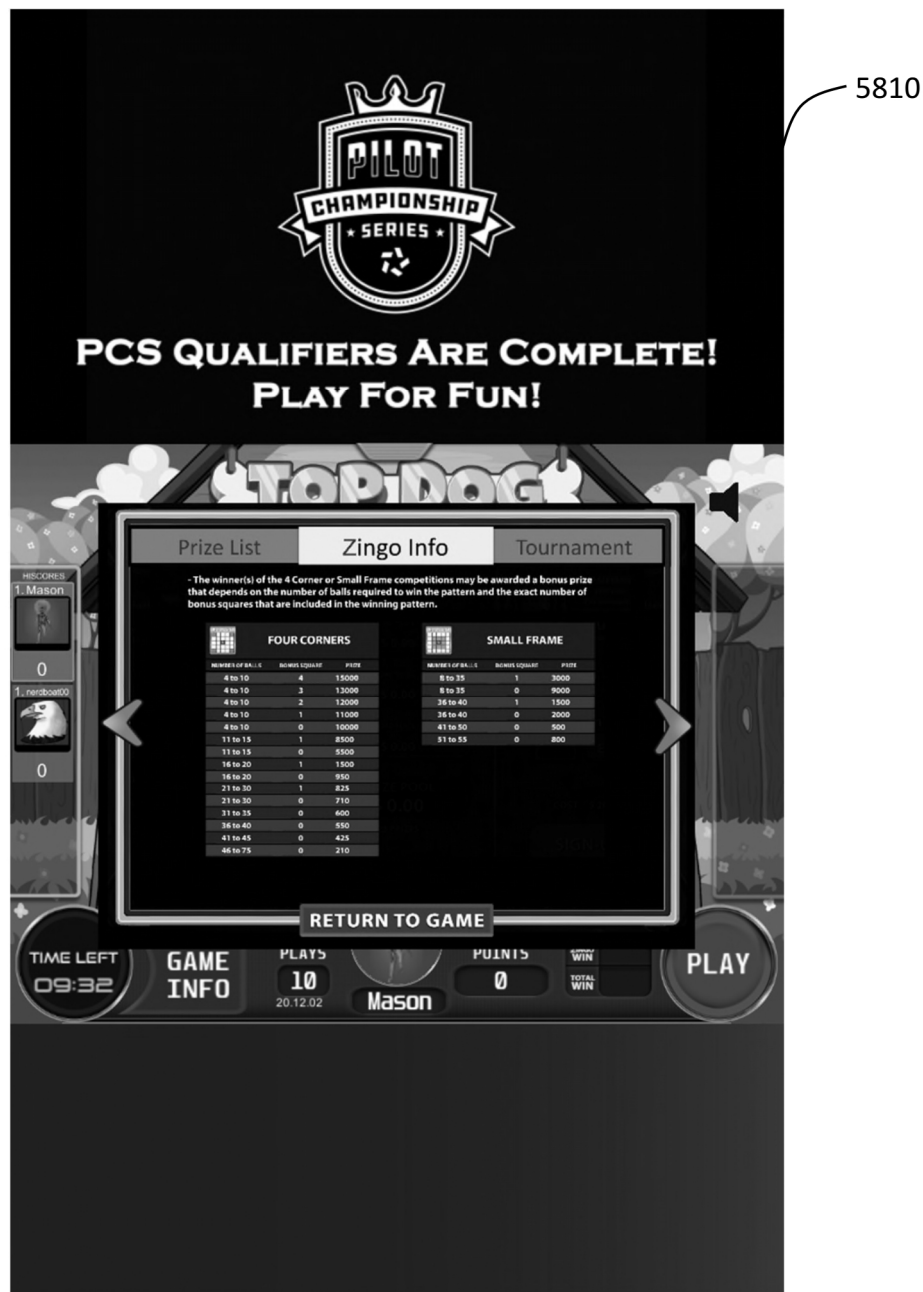 5810
PILOT
CHAMPIONSHIP
SERIES
PCS QUALIFIERS ARE COMPLETE!
PLAY FOR FUN!
TOP DOG
Prize List Zingo Info Tournament
- The winner(s) of the 4 Corner or Small Frame competitions may be awarded a bonus prize
that depends on the number of balls required to win the pattern and the exact number of
bonus squares that are included in the winning pattern.
HISCORES
1. Mason
0
1. nerdboat00
0
FOUR CORNERS
NUMBER OF BALLS BONUS SQUARE PRIZE
4 to 10 4 15000
4 to 10 3 13000
4 to 10 2 12000
4 to 10 1 11000
4 to 10 0 10000
11 to 15 1 8500
11 to 15 0 5500
16 to 20 1 1500
16 to 20 0 950
21 to 30 1 825
21 to 30 0 710
31 to 35 0 600
36 to 40 0 550
41 to 45 0 425
46 to 75 0 210
SMALL FRAME
NUMBER OF BALLS BONUS SQUARE PRIZE
8 to 35 1 3000
8 to 35 0 9000
36 to 40 1 1500
36 to 40 0 2000
41 to 50 0 500
51 to 55 0 800
RETURN TO GAME
TIME LEFT
09:32
GAME
INFO
PLAYS
10
20.12.02
Mason
POINTS
0
WIN
TOTAL
WIN
PLAY